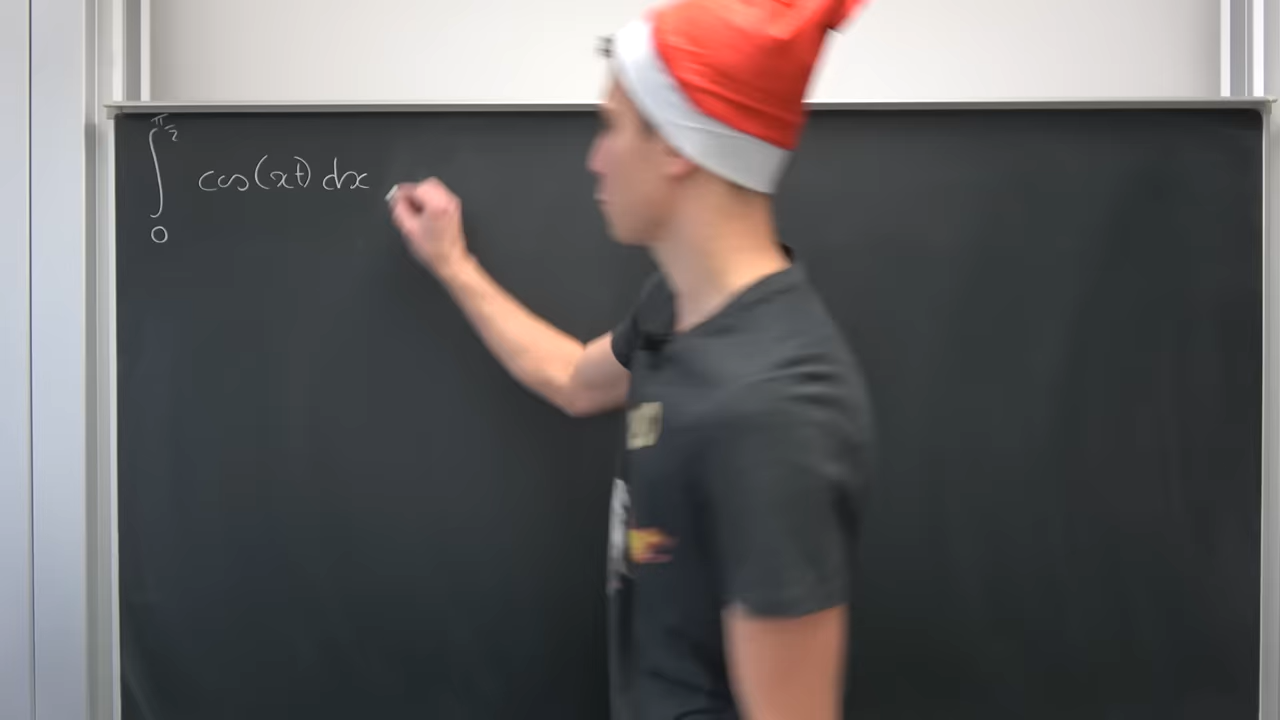 ∫₀^{π/2} cos(xt) dx